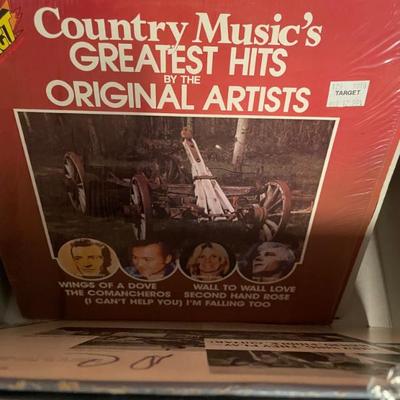 Country Music's
GREATEST HITS
BY THE
ORIGINAL ARTISTS
TARGET
WINGS OF A DOVE
WALL TO WALL LOVE
THE COMANCHEROS
SECOND HAND ROSE
(I CAN'T HELP YOU) I'M FALLING TOO